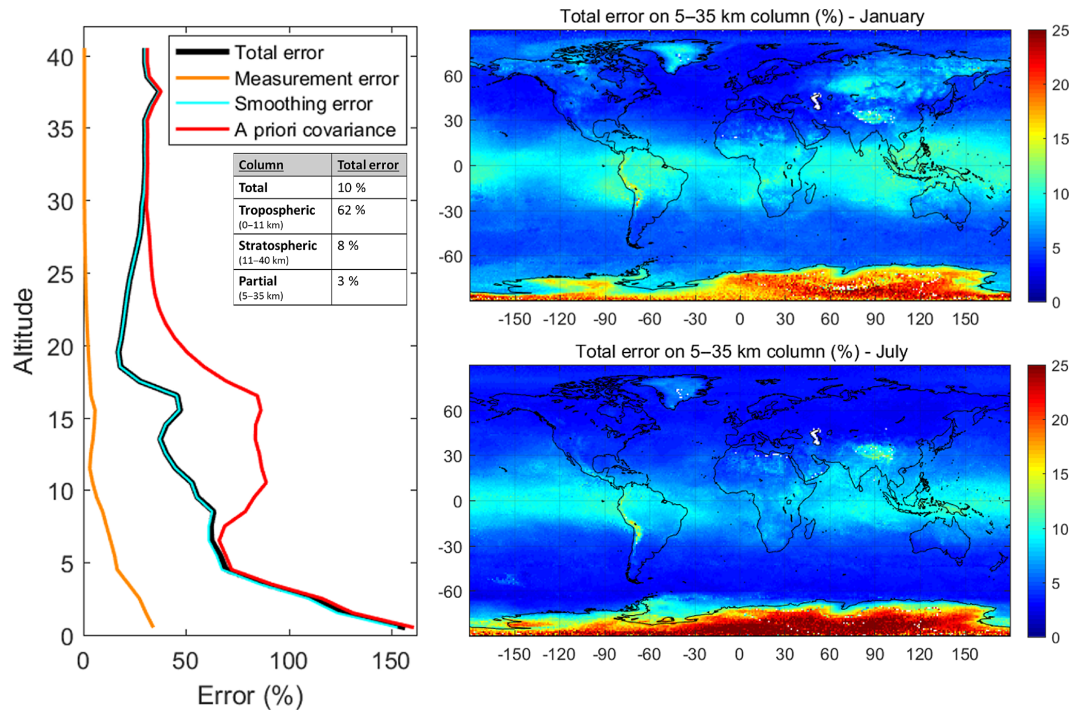 40
35
30
25
20
15
10
5
0
Altitude
0
50
100
150
Error (%)
Total error
Measurement error
Smoothing error
A priori covariance
Column Total error
Total 10 %
Tropospheric 62 %
(0–11 km)
Stratospheric 8 %
(11–40 km)
Partial 3 %
(5–35 km)
Total error on 5–35 km column (%) - January
60
30
0
-30
-60
-150 -120 -90 -60 -30 0 30 60 90 120 150
25
20
15
10
5
0
Total error on 5–35 km column (%) - July
60
30
0
-30
-60
-150 -120 -90 -60 -30 0 30 60 90 120 150
25
20
15
10
5
0